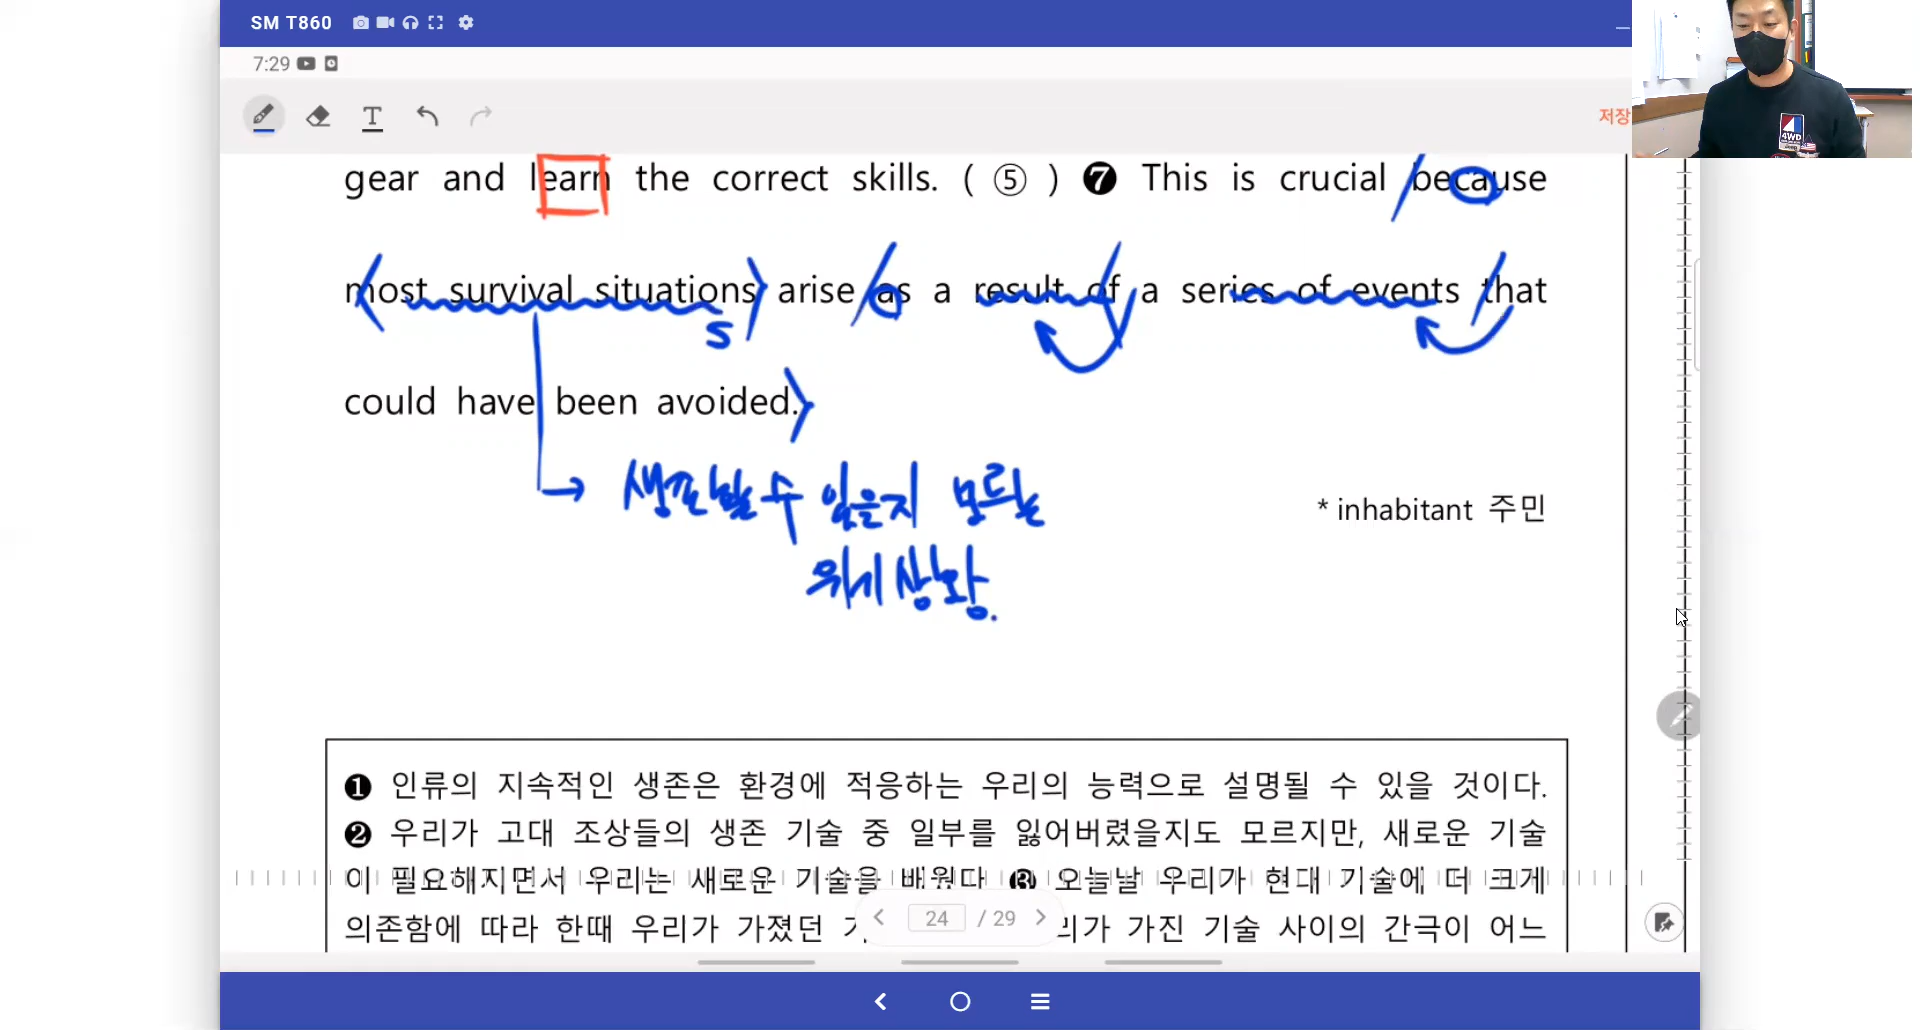 SM T860
7:29
T
저장
4WD
gear and learn the correct skills. ( ⑤ ) ❼ This is crucial because
most survival situations arise as a result of a series of events that
s
could have been avoided.
→ 생존할 수 있을지 모르는
위기상황.
* inhabitant 주민
❶ 인류의 지속적인 생존은 환경에 적응하는 우리의 능력으로 설명될 수 있을 것이다.
❷ 우리가 고대 조상들의 생존 기술 중 일부를 잃어버렸을지도 모르지만, 새로운 기술
이 필요해지면서 우리는 새로운 기술을 배웠다 ❸ 오늘날 우리가 현대 기술에 더 크게
의존함에 따라 한때 우리가 가졌던 리가 가진 기술 사이의 간극이 어느
< 24 / 29 >